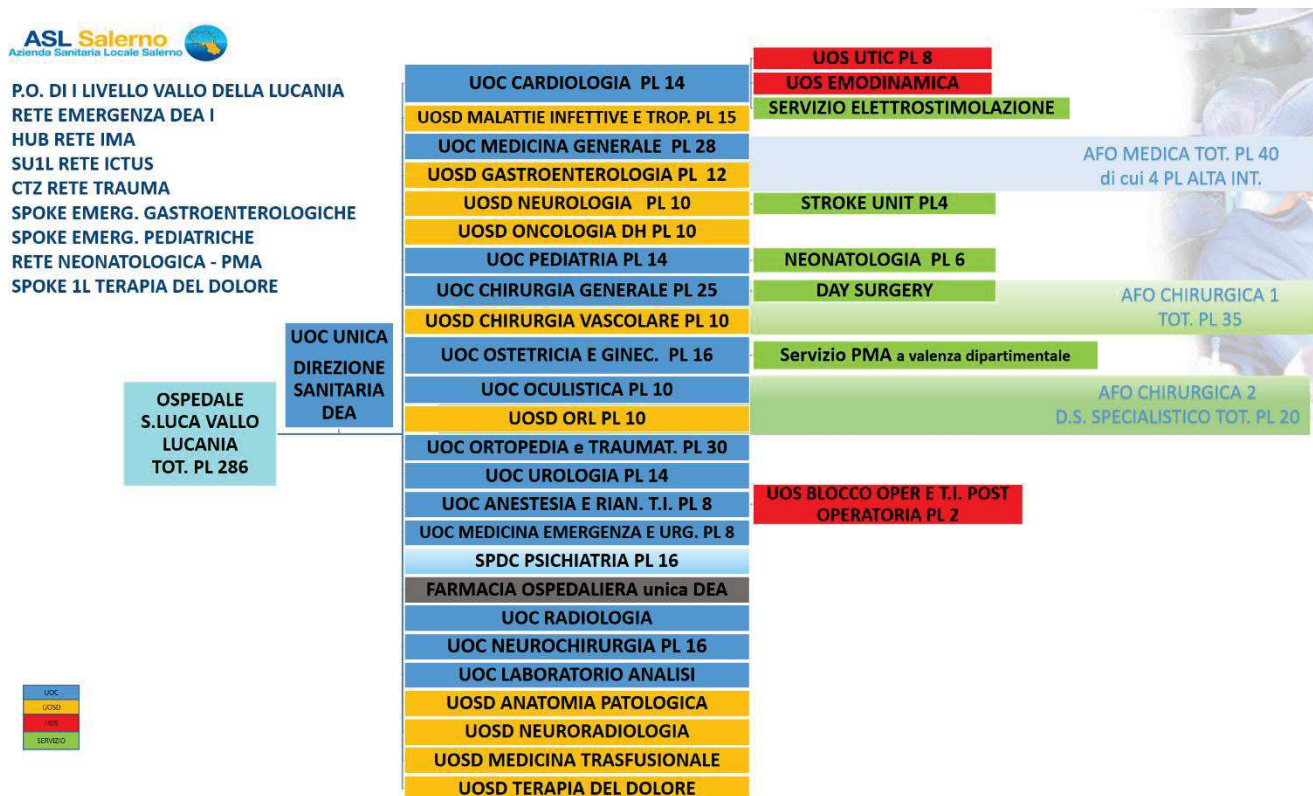 ASL Salerno
Azienda Sanitaria Locale Salerno
P.O. DI I LIVELLO VALLO DELLA LUCANIA
RETE EMERGENZA DEA I
HUB RETE IMA
SU1L RETE ICTUS
CTZ RETE TRAUMA
SPOKE EMERG. GASTROENTEROLOGICHE
SPOKE EMERG. PEDIATRICHE
RETE NEONATOLOGICA - PMA
SPOKE 1L TERAPIA DEL DOLORE
OSPEDALE
S.LUCA VALLO
LUCANIA
TOT. PL 286
UOC UNICA
DIREZIONE
SANITARIA
DEA
UOC CARDIOLOGIA PL 14
UOS UTIC PL 8
UOS EMODINAMICA
SERVIZIO ELETTROSTIMOLAZIONE
UOSD MALATTIE INFETTIVE E TROP. PL 15
UOC MEDICINA GENERALE PL 28
UOSD GASTROENTEROLOGIA PL 12
AFO MEDICA TOT. PL 40
di cui 4 PL ALTA INT.
UOSD NEUROLOGIA PL 10
STROKE UNIT PL4
UOSD ONCOLOGIA DH PL 10
UOC PEDIATRIA PL 14
NEONATOLOGIA PL 6
UOC CHIRURGIA GENERALE PL 25
DAY SURGERY
UOSD CHIRURGIA VASCOLARE PL 10
AFO CHIRURGICA 1
TOT. PL 35
UOC OSTETRICIA E GINEC. PL 16
Servizio PMA a valenza dipartimentale
UOC OCULISTICA PL 10
UOSD ORL PL 10
AFO CHIRURGICA 2
D.S. SPECIALISTICO TOT. PL 20
UOC ORTOPEDIA e TRAUMAT. PL 30
UOC UROLOGIA PL 14
UOC ANESTESIA E RIAN. T.I. PL 8
UOS BLOCCO OPER E T.I. POST
OPERATORIA PL 2
UOC MEDICINA EMERGENZA E URG. PL 8
SPDC PSICHIATRIA PL 16
FARMACIA OSPEDALIERA unica DEA
UOC RADIOLOGIA
UOC NEUROCHIRURGIA PL 16
UOC LABORATORIO ANALISI
UOSD ANATOMIA PATOLOGICA
UOSD NEURORADIOLOGIA
UOSD MEDICINA TRASFUSIONALE
UOSD TERAPIA DEL DOLORE
UOC
UOSD
UOS
SERVIZIO